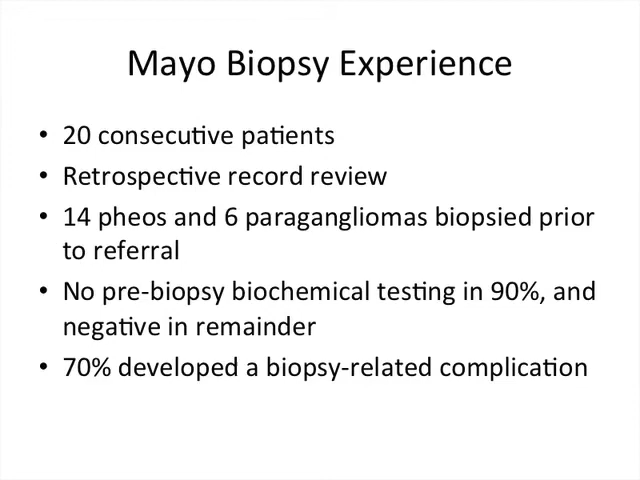 Mayo Biopsy Experience
• 20 consecutive patients
• Retrospective record review
• 14 pheos and 6 paragangliomas biopsied prior
to referral
• No pre-biopsy biochemical testing in 90%, and
negative in remainder
• 70% developed a biopsy-related complication